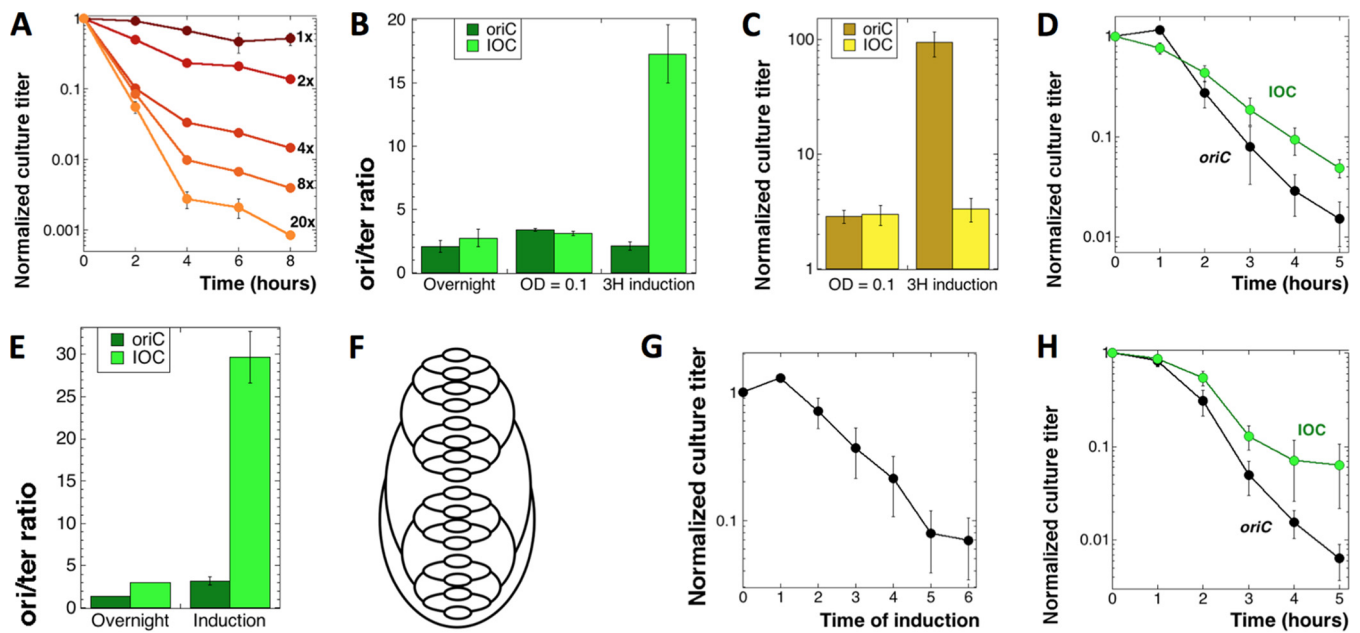 A
Normalized culture titer
1
0.1
0.01
0.001
1x
2x
4x
8x
20x
0 2 4 6 8
Time (hours)
B
ori/ter ratio
20
15
10
5
0
oriC
IOC
Overnight OD = 0.1 3H induction
C
Normalized culture titer
100
10
1
oriC
IOC
OD = 0.1 3H induction
D
Normalized culture titer
1
0.1
0.01
IOC
oriC
0 1 2 3 4 5
Time (hours)
E
ori/ter ratio
30
25
20
15
10
5
0
oriC
IOC
Overnight Induction
F
G
Normalized culture titer
1
0.1
0 1 2 3 4 5 6
Time of induction
H
Normalized culture titer
1
0.1
0.01
IOC
oriC
0 1 2 3 4 5
Time (hours)